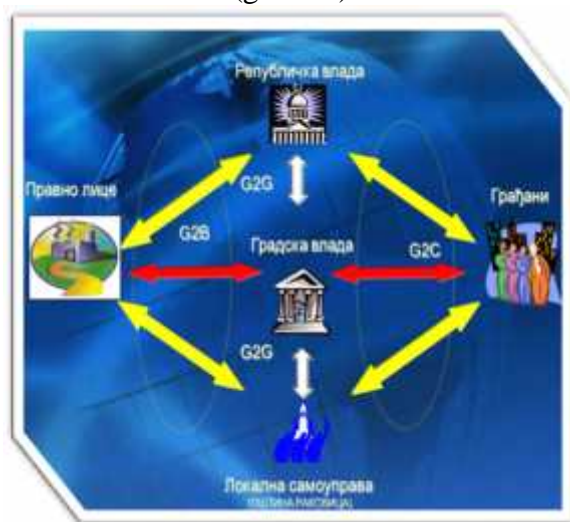 Републичка влада
G2G
Правно лице
Грађани
G2B
Градска влада
G2C
G2G
Локална самоуправа